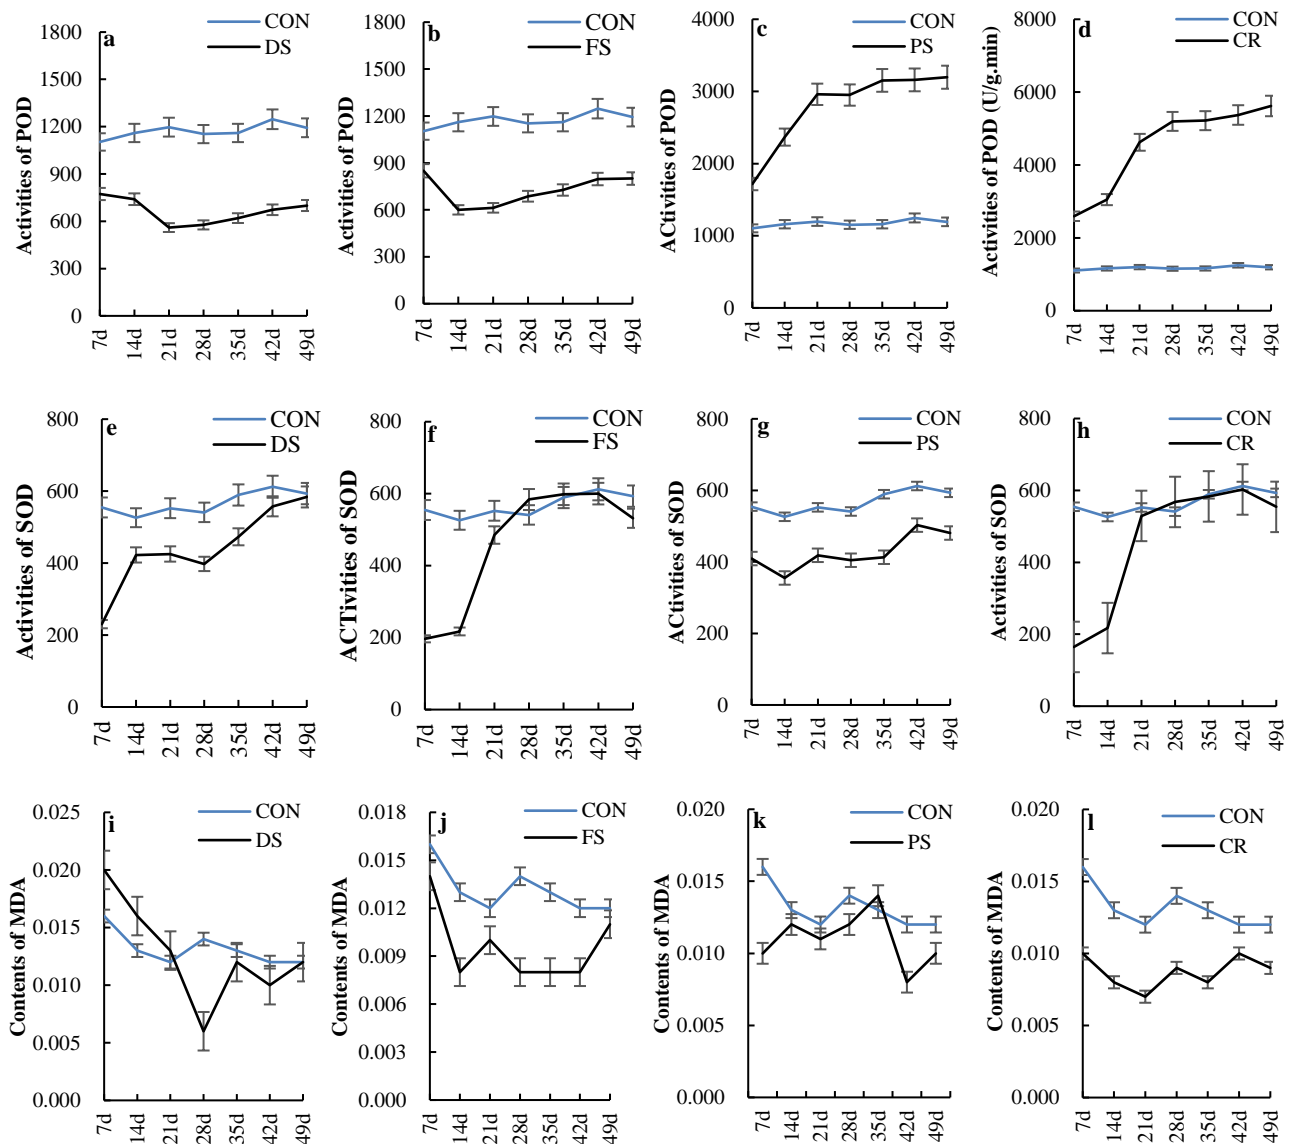 a
CON
DS
Activities of POD
1800
1500
1200
900
600
300
0
7d
14d
21d
28d
35d
42d
49d
b
CON
FS
Activities of POD
1800
1500
1200
900
600
300
0
7d
14d
21d
28d
35d
42d
49d
c
CON
PS
ACtivities of POD
4000
3000
2000
1000
0
7d
14d
21d
28d
35d
42d
49d
d
CON
CR
Activities of POD (U/g.min)
8000
6000
4000
2000
0
7d
14d
21d
28d
35d
42d
49d
e
CON
DS
Activities of SOD
800
600
400
200
0
7d
14d
21d
28d
35d
42d
49d
f
CON
FS
ACTivities of SOD
800
600
400
200
0
7d
14d
21d
28d
35d
42d
49d
g
CON
PS
ACtivities of SOD
800
600
400
200
0
7d
14d
21d
28d
35d
42d
49d
h
CON
CR
Activities of SOD
800
600
400
200
0
7d
14d
21d
28d
35d
42d
49d
i
CON
DS
Contents of MDA
0.025
0.020
0.015
0.010
0.005
0.000
7d
14d
21d
28d
35d
42d
49d
j
CON
FS
Contents of MDA
0.018
0.015
0.012
0.009
0.006
0.003
0.000
7d
14d
21d
28d
35d
42d
49d
k
CON
PS
Contents of MDA
0.020
0.015
0.010
0.005
0.000
7d
14d
21d
28d
35d
42d
49d
l
CON
CR
Contents of MDA
0.020
0.015
0.010
0.005
0.000
7d
14d
21d
28d
35d
42d
49d